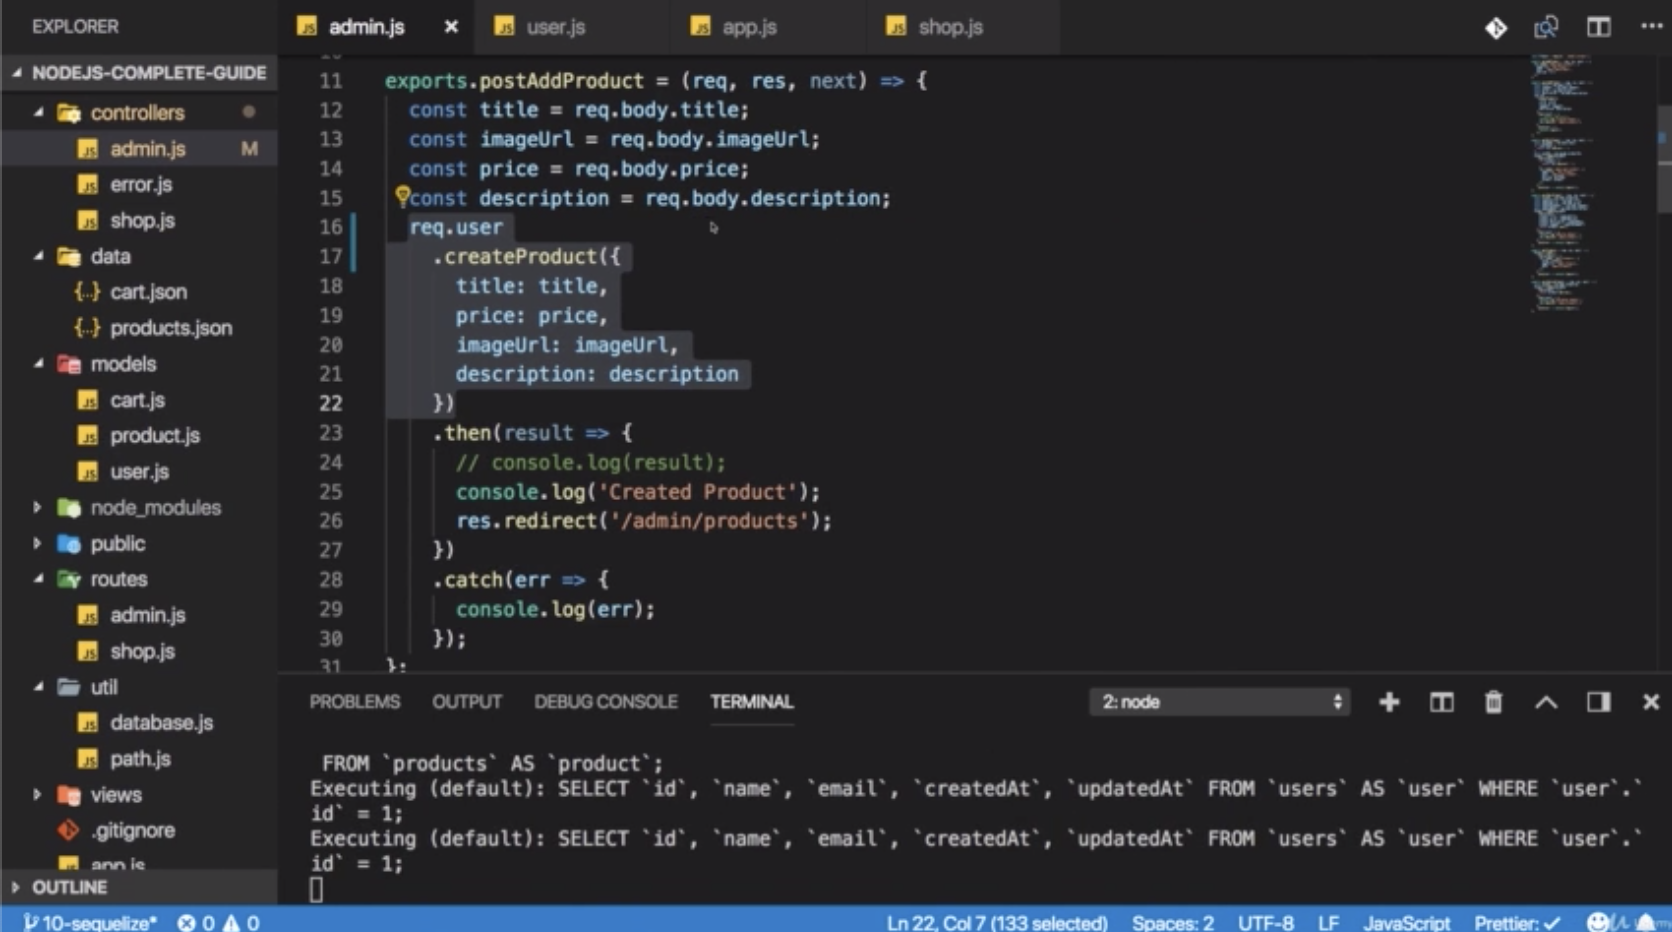 EXPLORER
NODEJS-COMPLETE-GUIDE
controllers
admin.js M
error.js
shop.js
data
{..} cart.json
{..} products.json
models
cart.js
product.js
user.js
node_modules
public
routes
admin.js
shop.js
util
database.js
path.js
views
.gitignore
app.js
OUTLINE
JS admin.js × JS user.js JS app.js JS shop.js
11 exports.postAddProduct = (req, res, next) => {
12 const title = req.body.title;
13 const imageUrl = req.body.imageUrl;
14 const price = req.body.price;
15 const description = req.body.description;
16 req.user
17 .createProduct({
18 title: title,
19 price: price,
20 imageUrl: imageUrl,
21 description: description
22 })
23 .then(result => {
24 // console.log(result);
25 console.log('Created Product');
26 res.redirect('/admin/products');
27 })
28 .catch(err => {
29 console.log(err);
30 });
31 };
PROBLEMS OUTPUT DEBUG CONSOLE TERMINAL 2: node
FROM `products` AS `product`;
Executing (default): SELECT `id`, `name`, `email`, `createdAt`, `updatedAt` FROM `users` AS `user` WHERE `user`.`
id` = 1;
Executing (default): SELECT `id`, `name`, `email`, `createdAt`, `updatedAt` FROM `users` AS `user` WHERE `user`.`
id` = 1;
10-sequelize* 0 0 Ln 22, Col 7 (133 selected) Spaces: 2 UTF-8 LF JavaScript Prettier: ✓